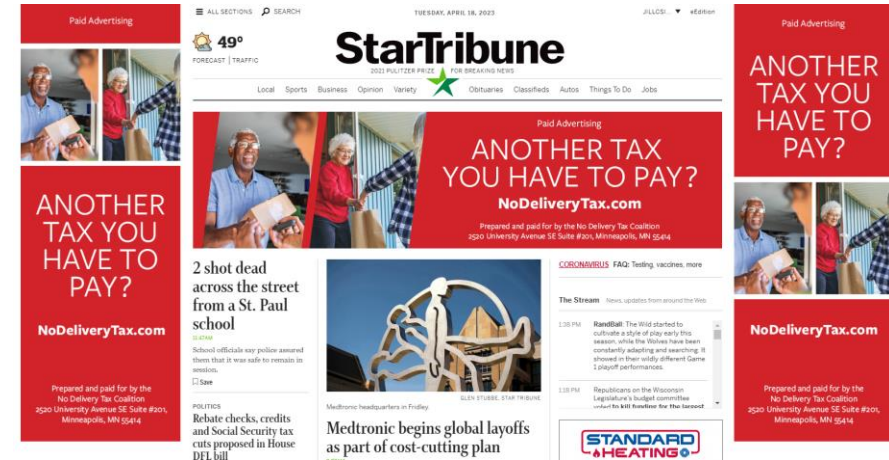 Paid Advertising
ANOTHER
TAX YOU
HAVE TO
PAY?
NoDeliveryTax.com
Prepared and paid for by the
No Delivery Tax Coalition
2520 University Avenue SE Suite #201,
Minneapolis, MN 55414
ALL SECTIONS SEARCH
TUESDAY, APRIL 18, 2023
JILLCSI... ▼ eEdition
49°
FORECAST | TRAFFIC
StarTribune
2021 PULITZER PRIZE FOR BREAKING NEWS
Local Sports Business Opinion Variety Obituaries Classifieds Autos Things To Do Jobs
Paid Advertising
ANOTHER TAX
YOU HAVE TO PAY?
NoDeliveryTax.com
Prepared and paid for by the No Delivery Tax Coalition
2520 University Avenue SE Suite #201, Minneapolis, MN 55414
2 shot dead
across the street
from a St. Paul
school
11:47AM
School officials say police assured
them that it was safe to remain in
session.
Save
POLITICS
Rebate checks, credits
and Social Security tax
cuts proposed in House
DFL bill
GLEN STUBBE, STAR TRIBUNE
Medtronic headquarters in Fridley.
Medtronic begins global layoffs
as part of cost-cutting plan
CORONAVIRUS FAQ: Testing, vaccines, more
The Stream News, updates from around the Web
1:38 PM RandBall: The Wild started to
cultivate a style of play early this
season, while the Wolves have been
constantly adapting and searching. It
showed in their wildly different Game
1 playoff performances.
Republicans on the Wisconsin
Legislature's budget committee
voted to kill funding for the largest
STANDARD
HEATING
Paid Advertising
ANOTHER
TAX YOU
HAVE TO
PAY?
NoDeliveryTax.com
Prepared and paid for by the
No Delivery Tax Coalition
2520 University Avenue SE Suite #201,
Minneapolis, MN 55414